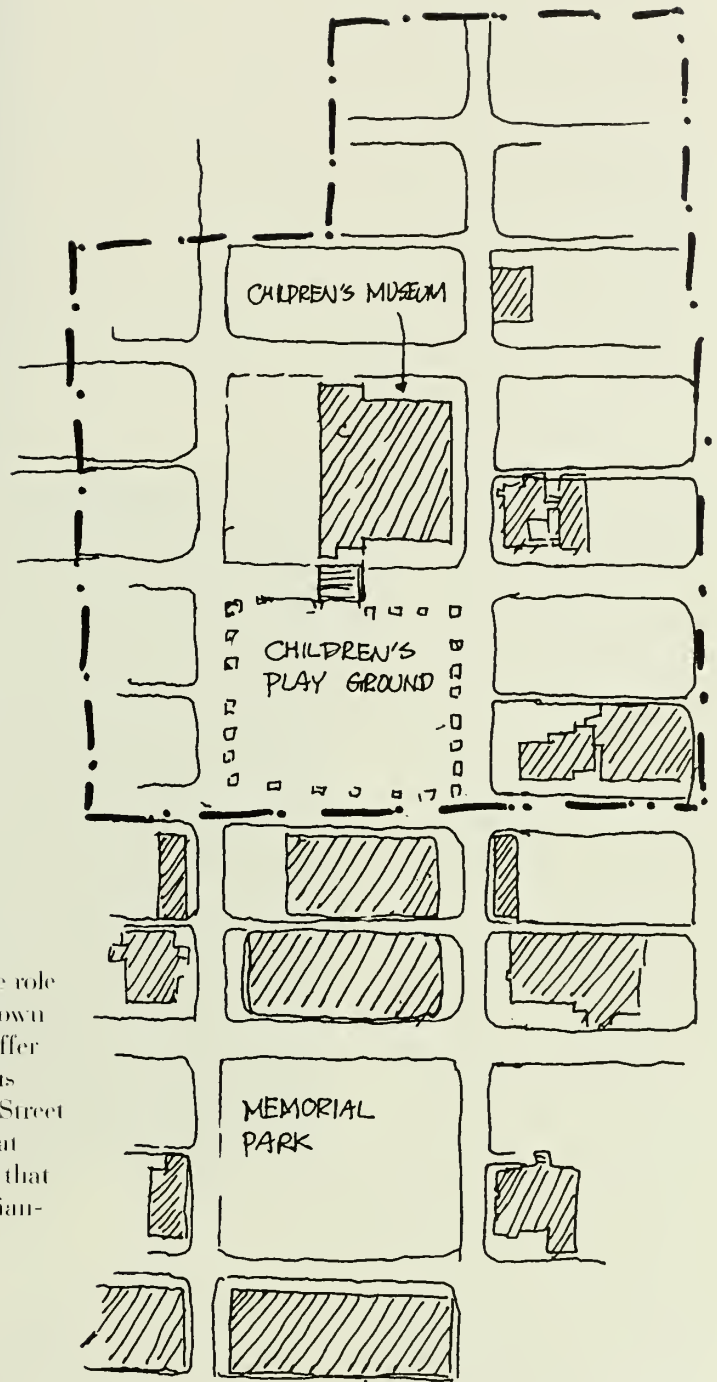 CHILDREN'S MUSEUM
CHILDREN'S
PLAY GROUND
role
own
ffer
ts
Street
at
that
ian-
MEMORIAL
PARK